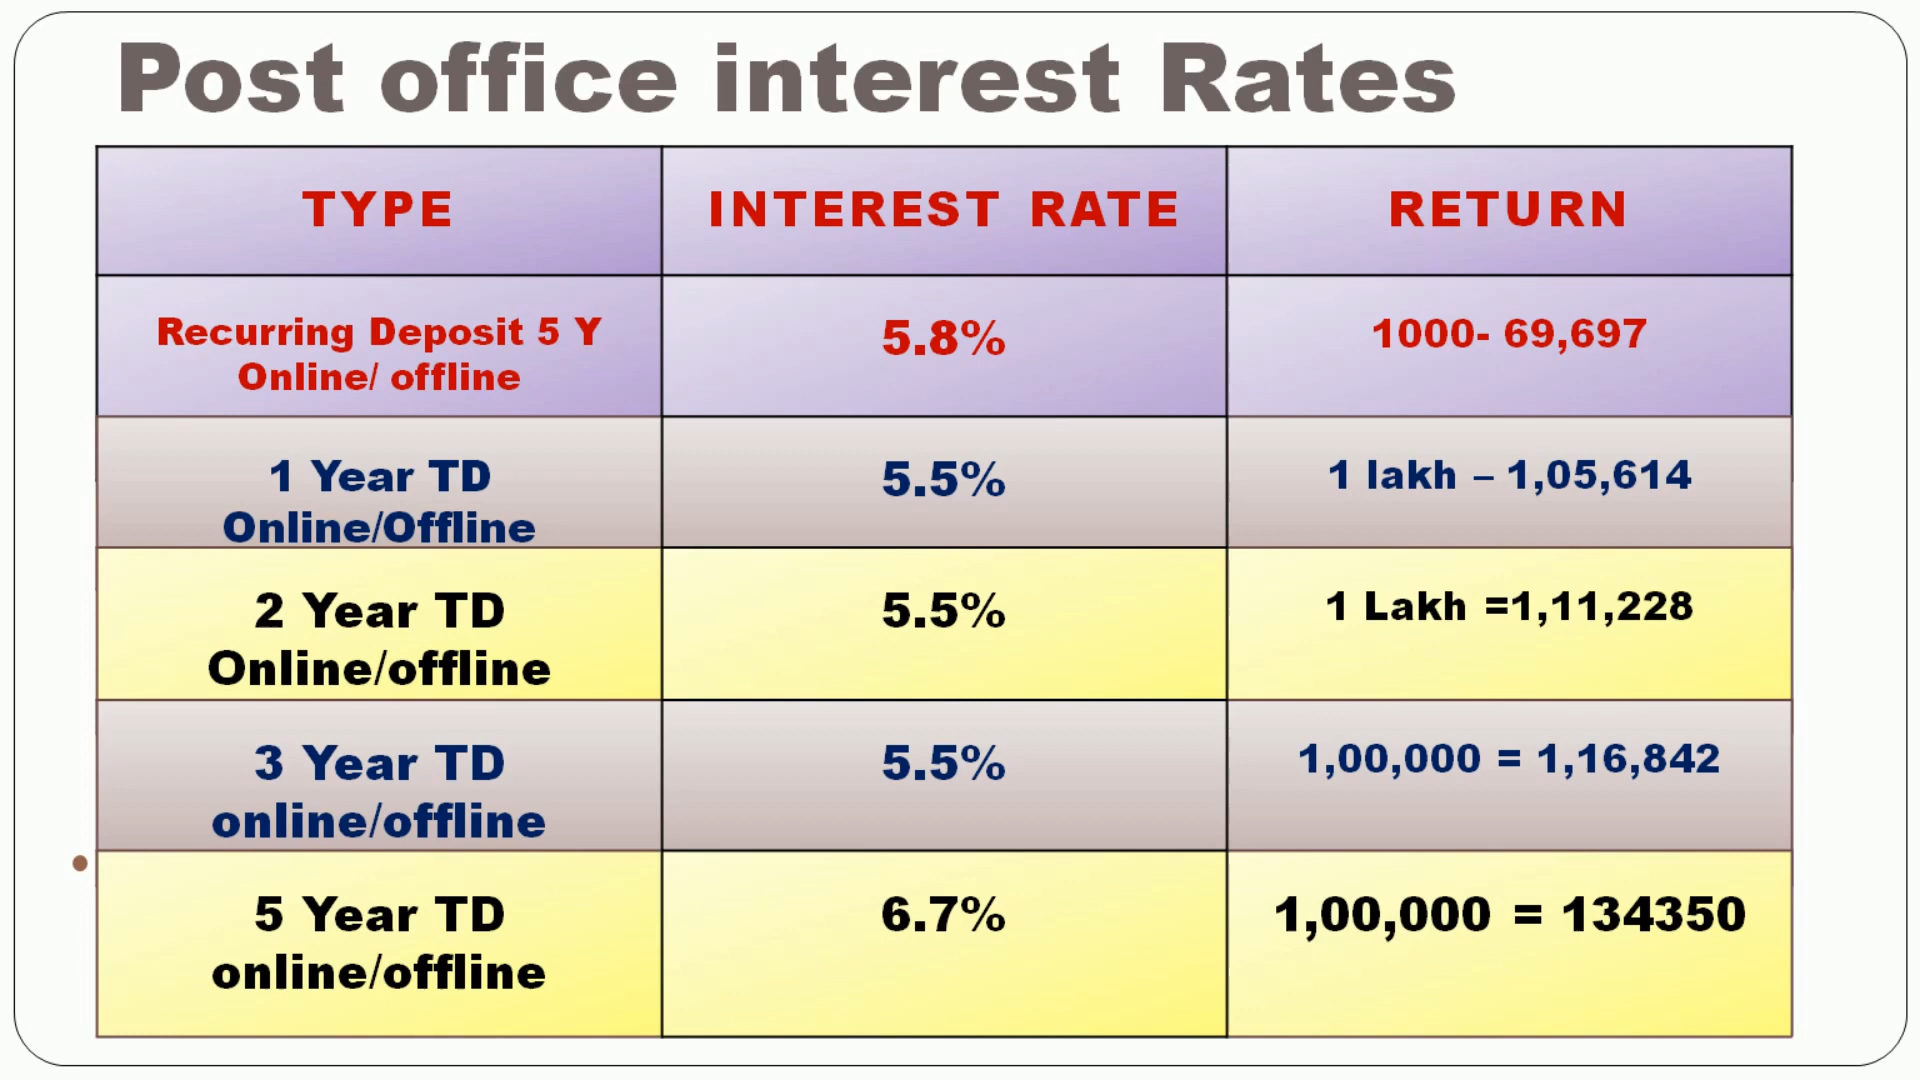 Post office interest Rates
TYPE
INTEREST RATE
RETURN
Recurring Deposit 5 Y
Online/ offline
5.8%
1000- 69,697
1 Year TD
Online/Offline
5.5%
1 lakh – 1,05,614
2 Year TD
Online/offline
5.5%
1 Lakh =1,11,228
3 Year TD
online/offline
5.5%
1,00,000 = 1,16,842
5 Year TD
online/offline
6.7%
1,00,000 = 134350